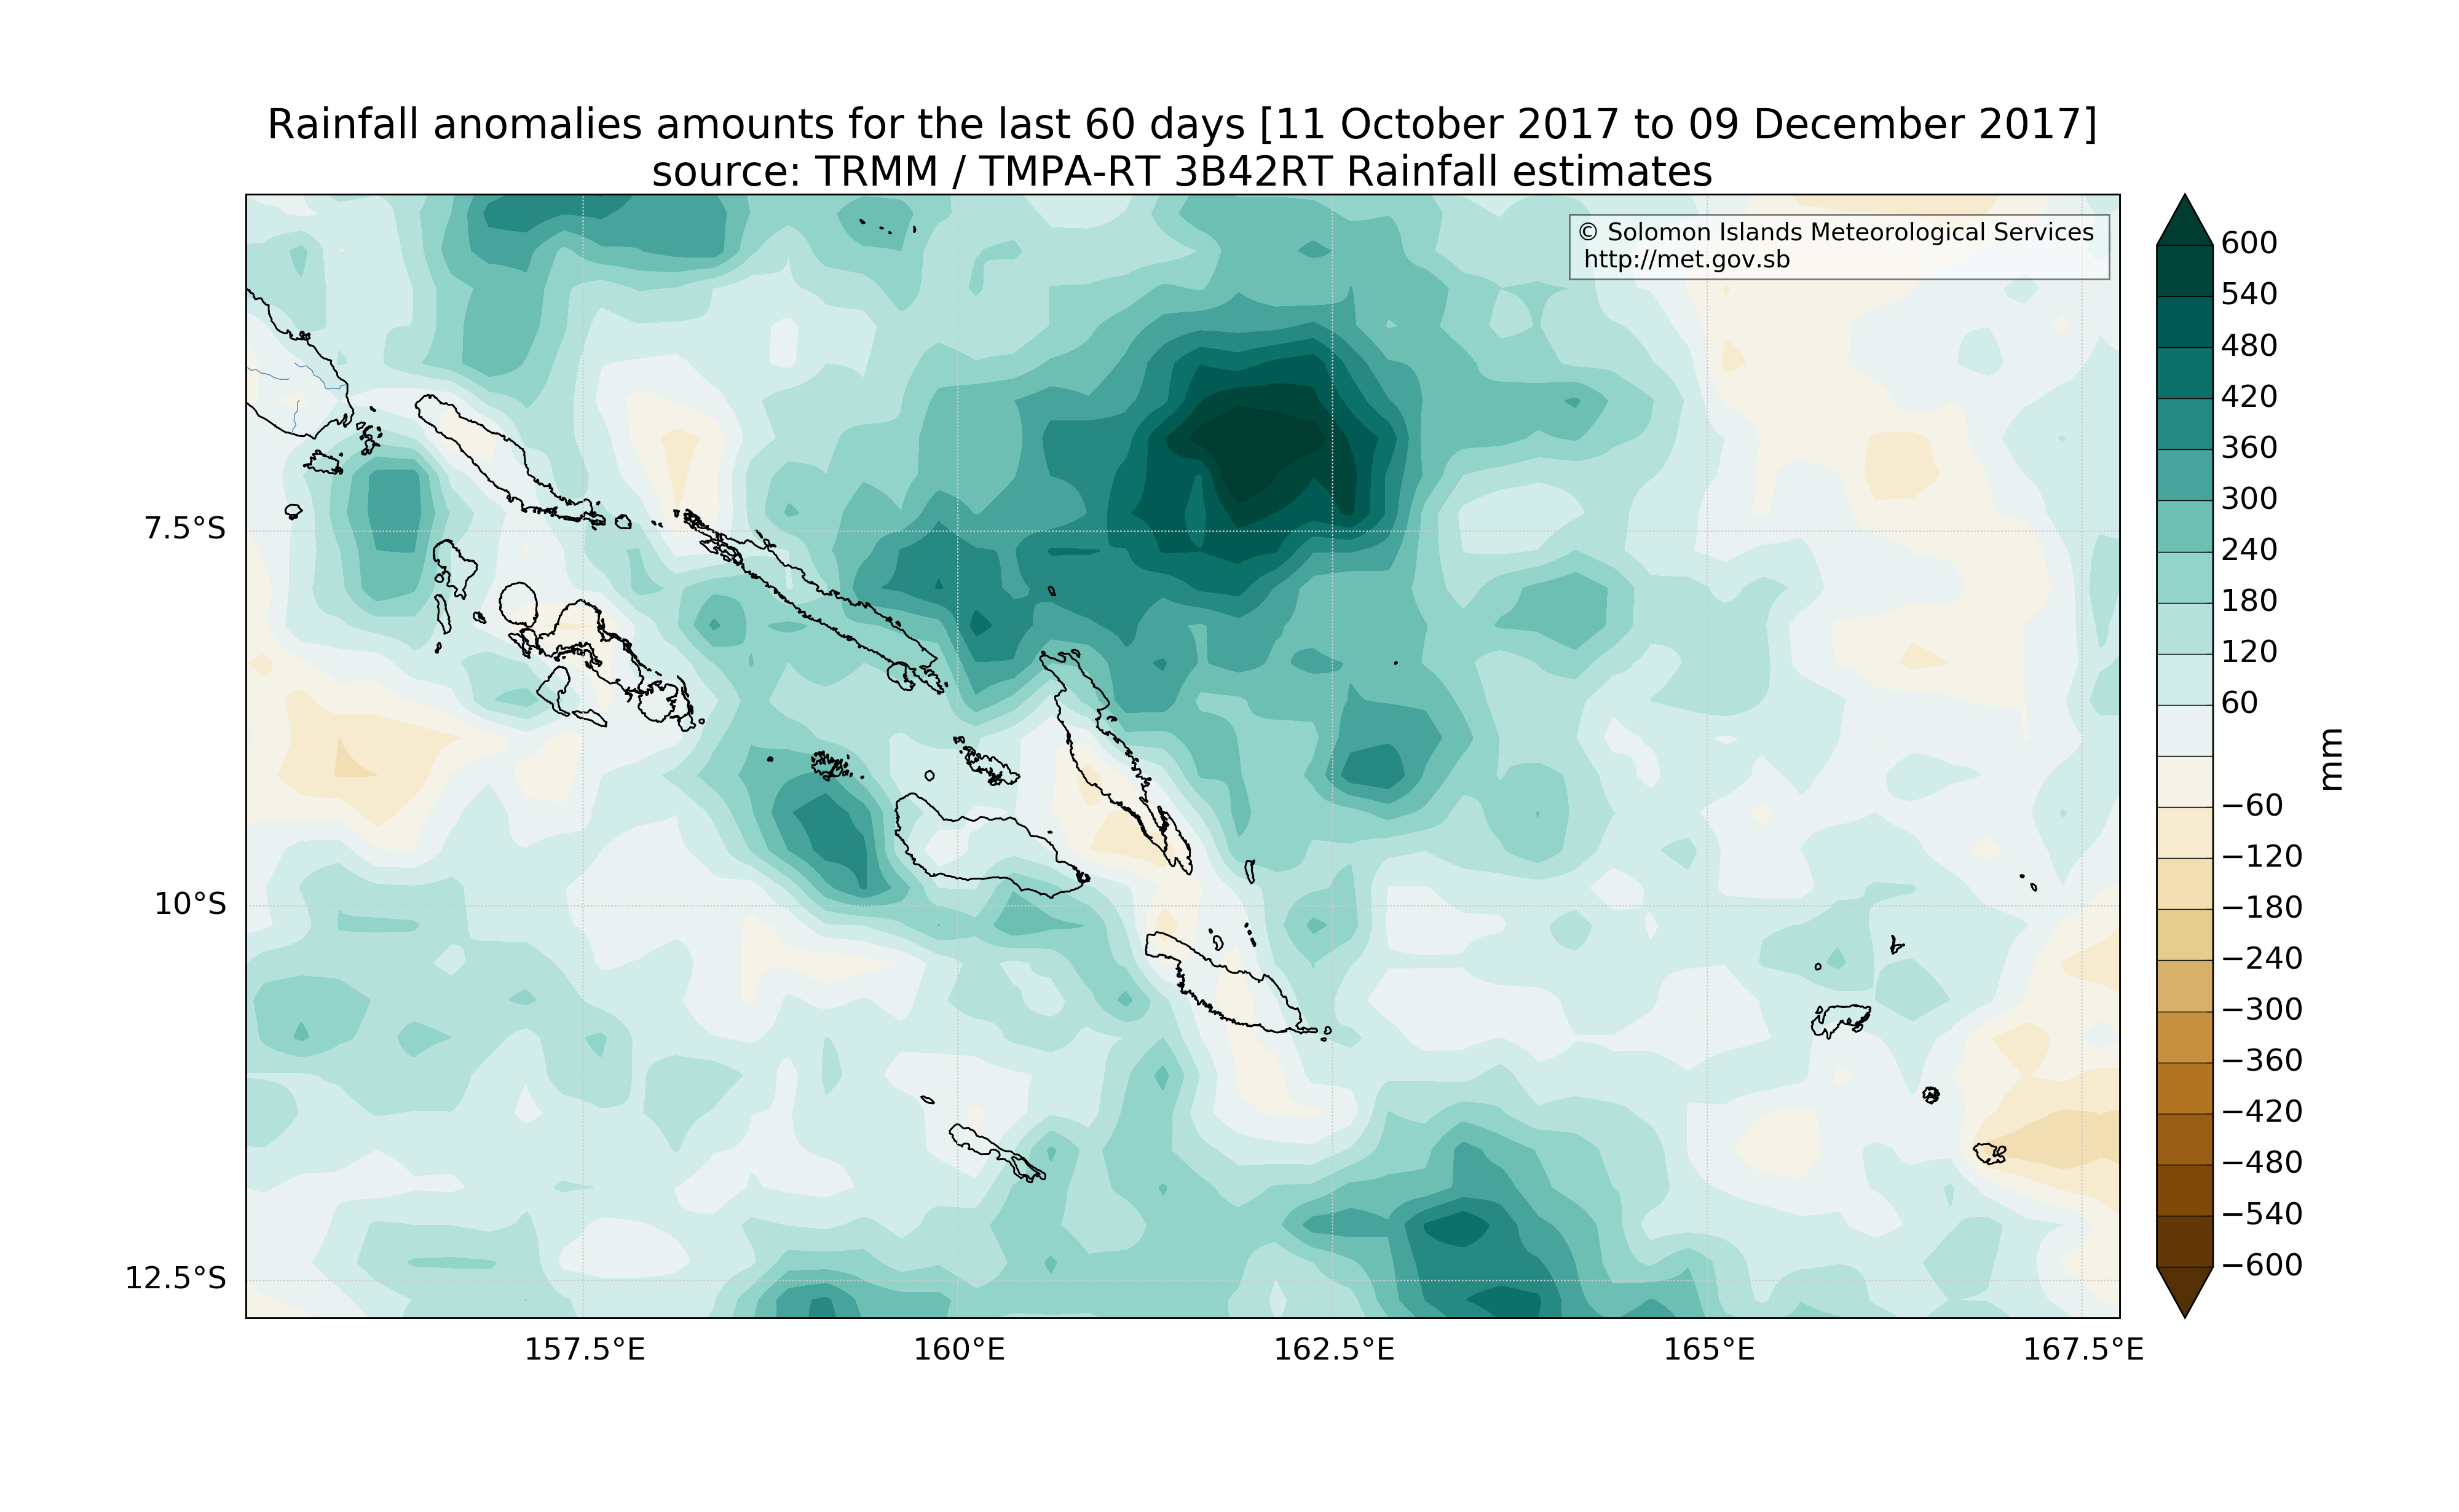 Rainfall anomalies amounts for the last 60 days [11 October 2017 to 09 December 2017]
source: TRMM / TMPA-RT 3B42RT Rainfall estimates
© Solomon Islands Meteorological Services
http://met.gov.sb
7.5°S
10°S
12.5°S
157.5°E
160°E
162.5°E
165°E
167.5°E
600
540
480
420
360
300
240
180
120
60
−60
−120
−180
−240
−300
−360
−420
−480
−540
−600
mm